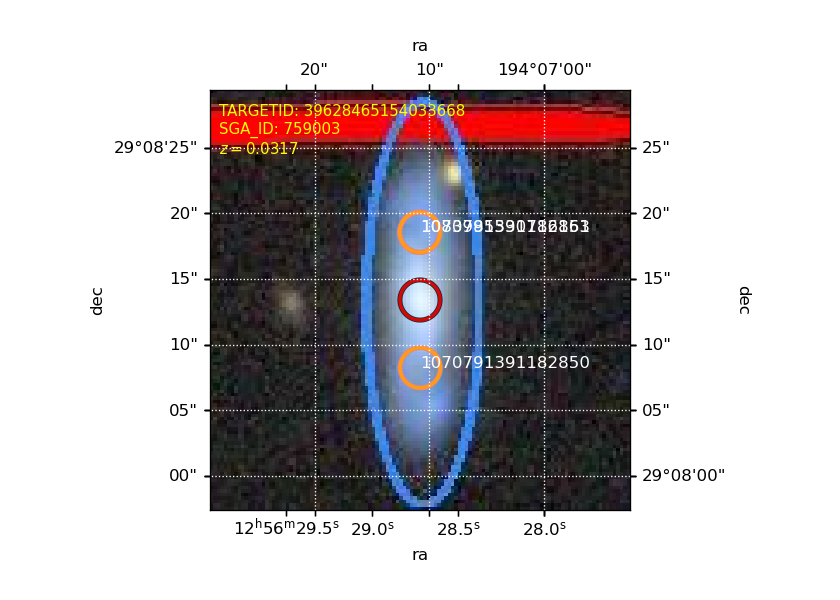 ra
20" 10" 194°07'00"
TARGETID: 39628465154033668
SGA_ID: 759003
z = 0.0317
29°08'25" 25"
20" 20"
15" 15"
dec dec
10" 10"
1070791391182850
05" 05"
00" 29°08'00"
12ʰ56ᵐ29.5ˢ 29.0ˢ 28.5ˢ 28.0ˢ
ra